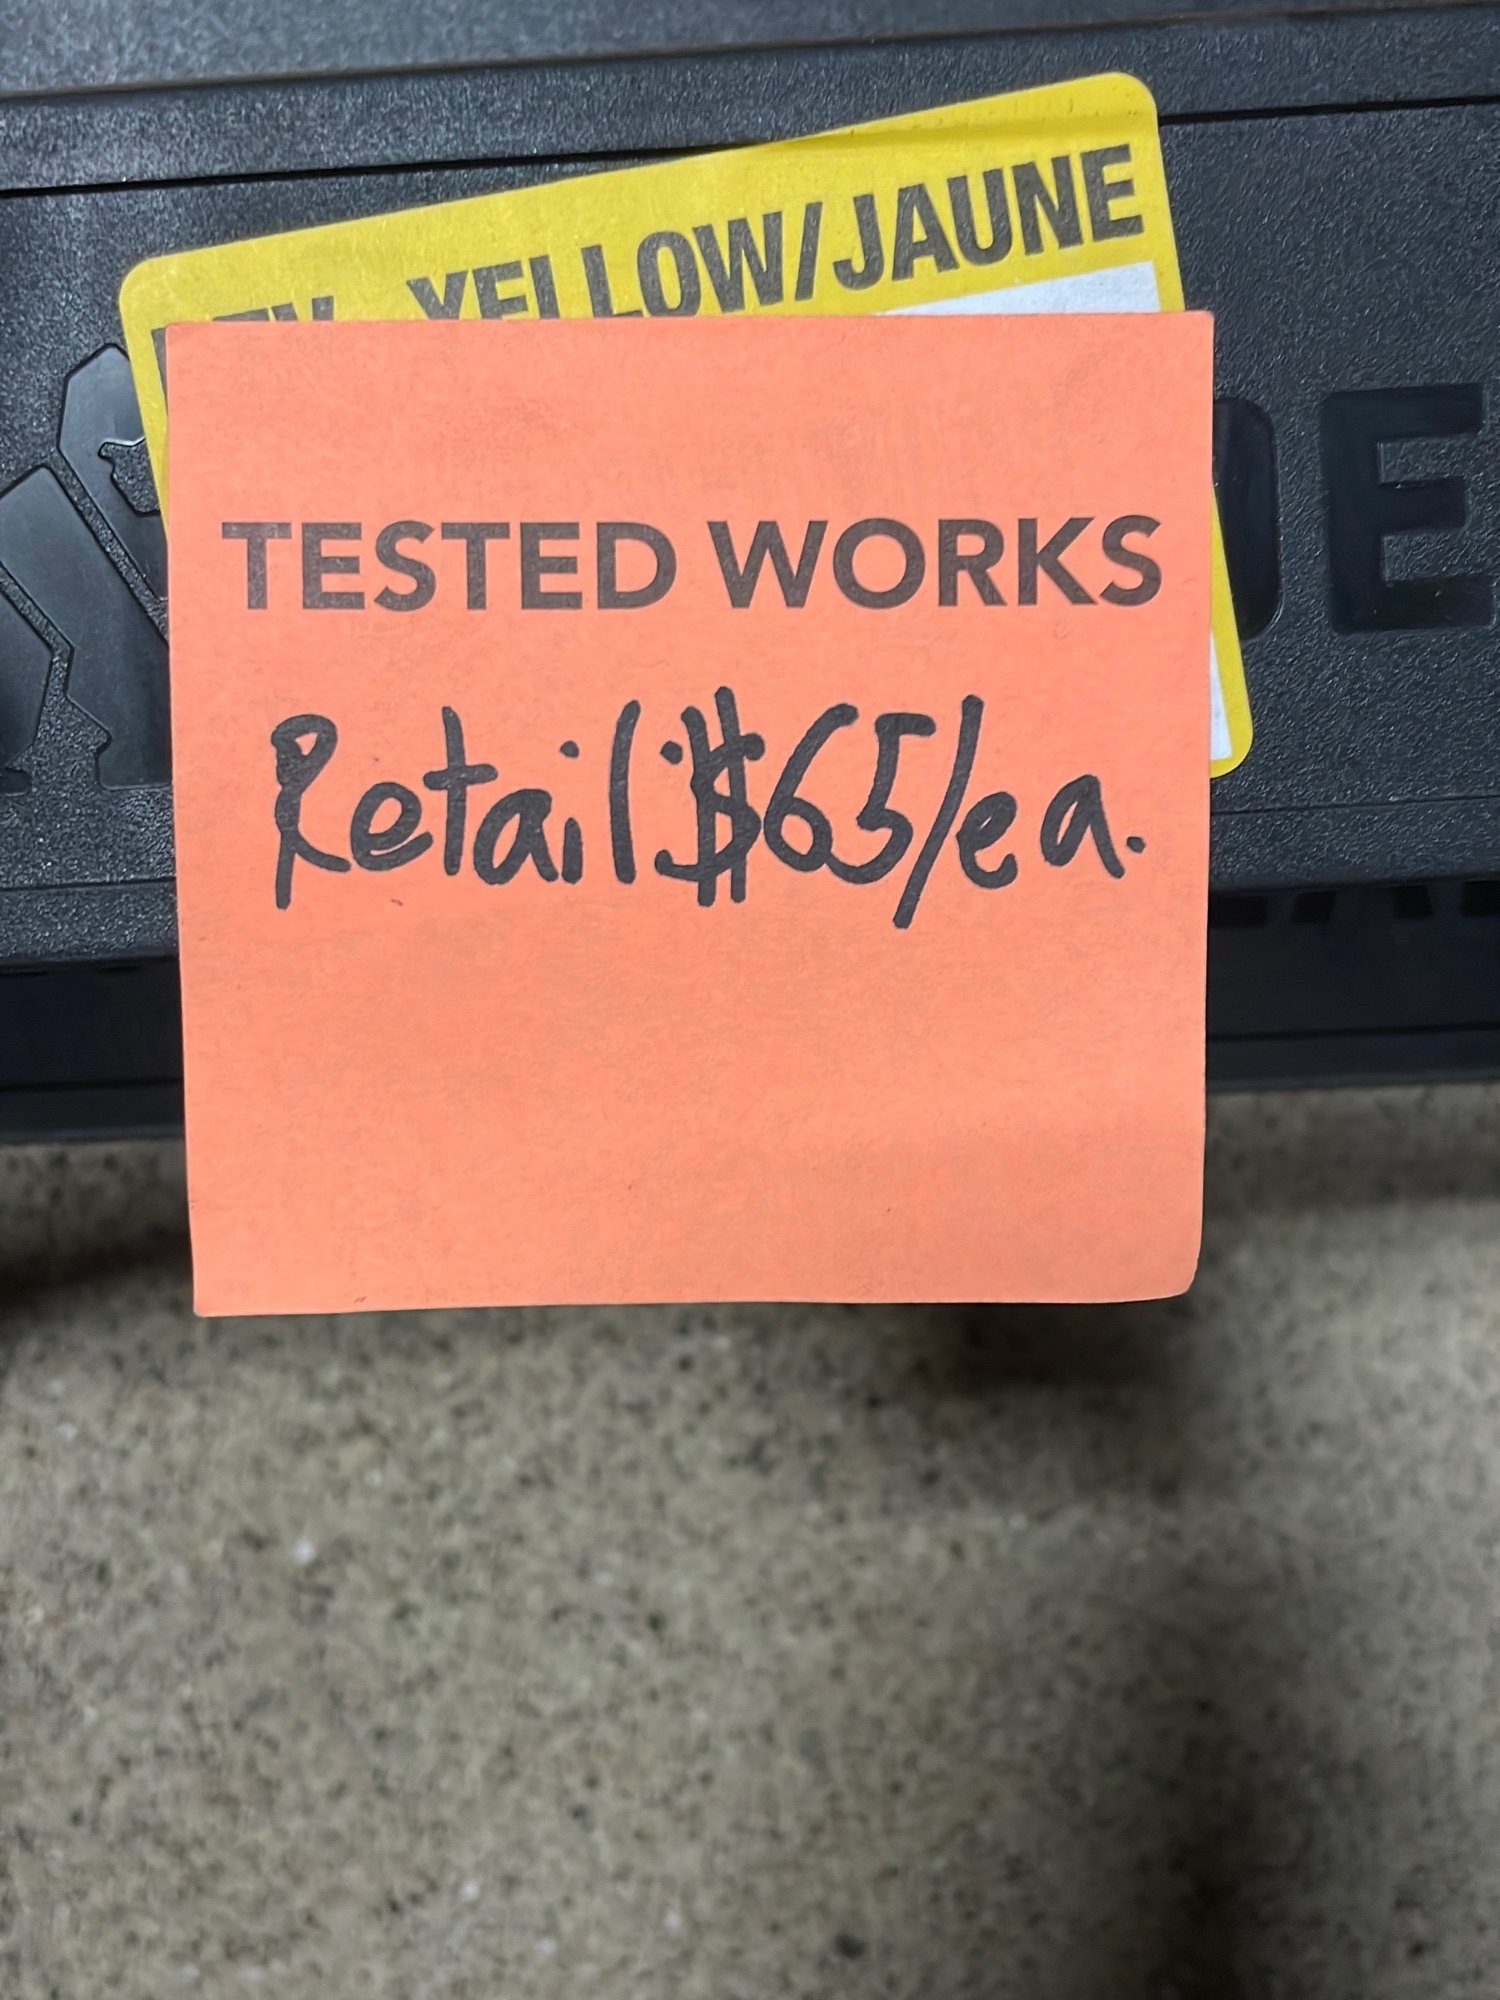 YELLOW/JAUNE
TESTED WORKS
Retail: $65/ea.